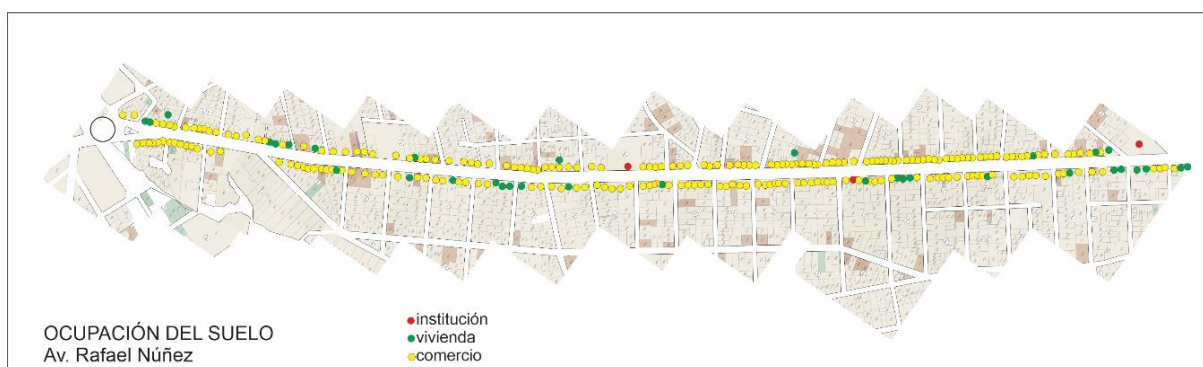 OCUPACIÓN DEL SUELO
Av. Rafael Núñez
institución
vivienda
comercio